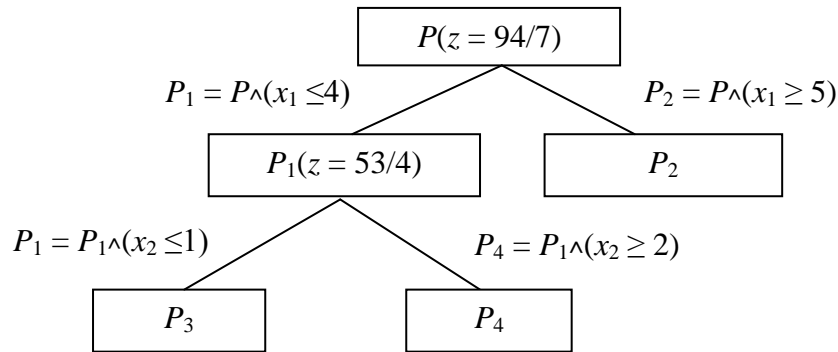 P(z = 94/7)
P₁ = P∧(x₁ ≤4)
P₂ = P∧(x₁ ≥ 5)
P₁(z = 53/4)
P₂
P₁ = P₁∧(x₂ ≤1)
P₄ = P₁∧(x₂ ≥ 2)
P₃
P₄